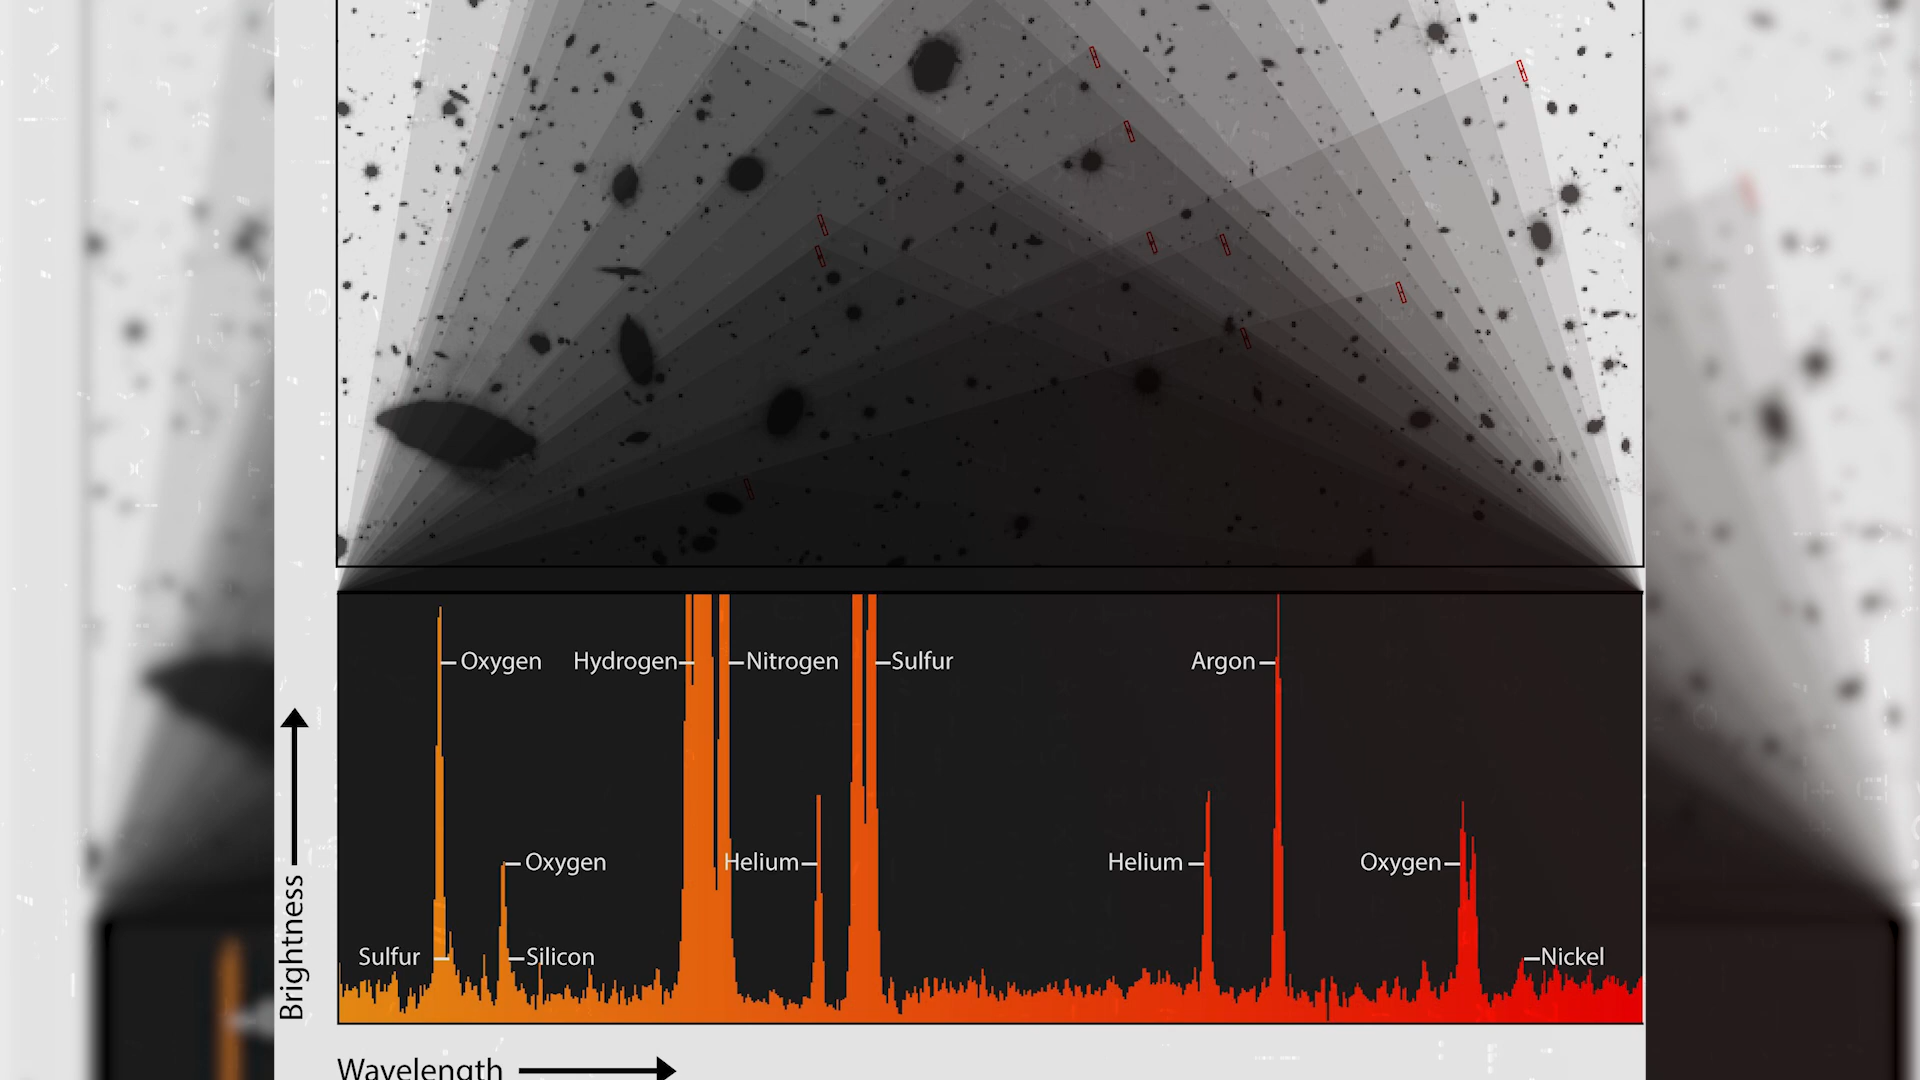 Oxygen
Hydrogen
Nitrogen
Sulfur
Argon
Oxygen
Helium
Helium
Oxygen
Sulfur
Silicon
Nickel
Brightness
Wavelength